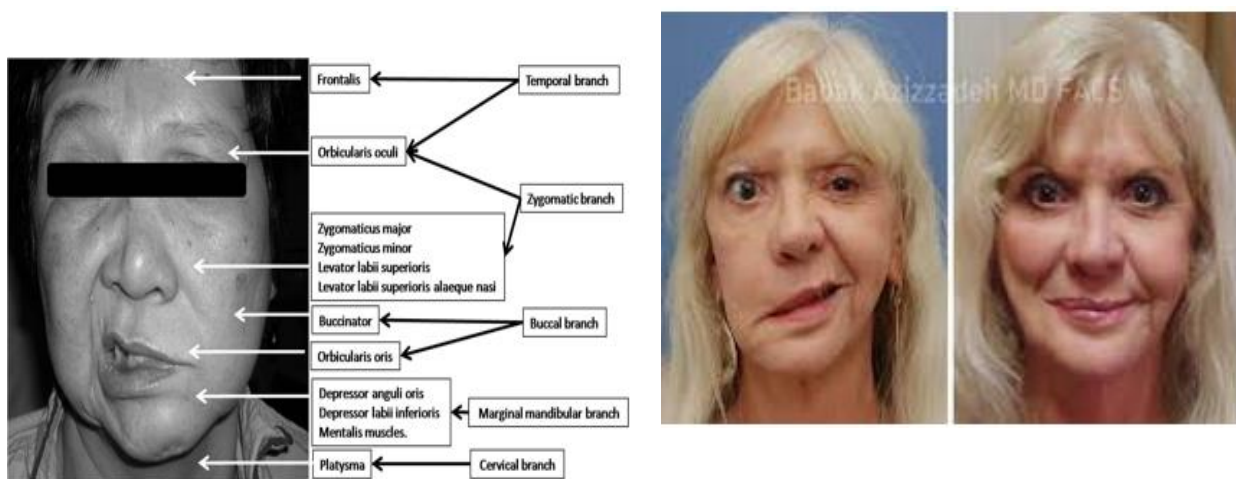 Frontalis
Temporal branch
Orbicularis oculi
Zygomatic branch
Zygomaticus major
Zygomaticus minor
Levator labii superioris
Levator labii superioris alaeque nasi
Buccinator
Buccal branch
Orbicularis oris
Depressor anguli oris
Depressor labii inferioris
Mentalis muscles.
Marginal mandibular branch
Platysma
Cervical branch
Babak Azizzadeh MD FACS